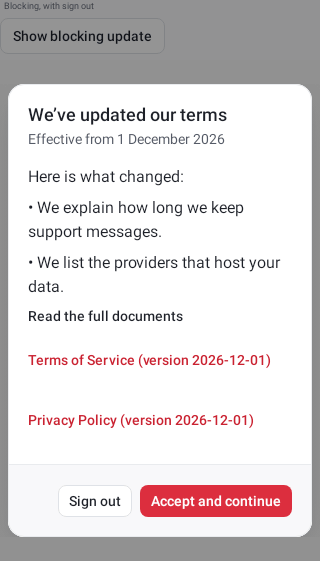 Blocking, with sign out
Show blocking update
We’ve updated our terms
Effective from 1 December 2026
Here is what changed:
• We explain how long we keep
support messages.
• We list the providers that host your
data.
Read the full documents
Terms of Service (version 2026-12-01)
Privacy Policy (version 2026-12-01)
Sign out
Accept and continue